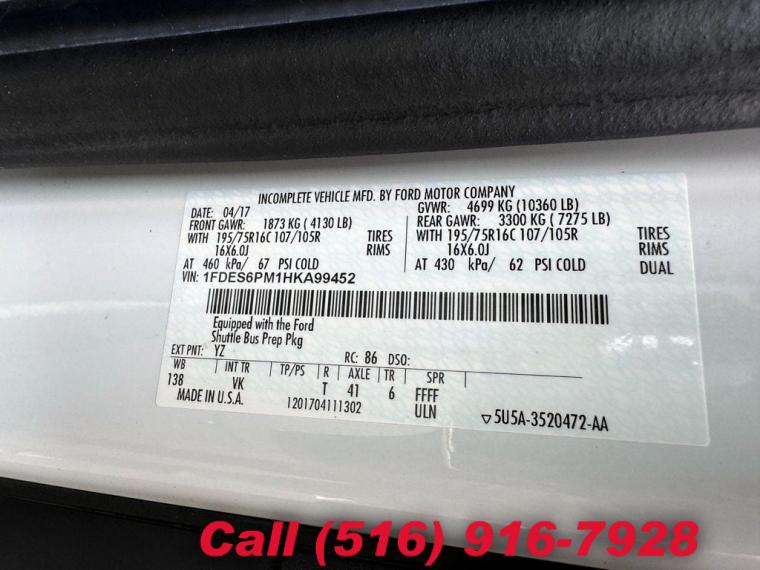 INCOMPLETE VEHICLE MFD. BY FORD MOTOR COMPANY
DATE: 04/17 GVWR: 4699 KG (10360 LB)
FRONT GAWR: 1873 KG ( 4130 LB) REAR GAWR: 3300 KG ( 7275 LB)
WITH 195/75R16C 107/105R TIRES WITH 195/75R16C 107/105R TIRES
16X6.0J RIMS 16X6.0J RIMS
AT 460 kPa/ 67 PSI COLD AT 430 kPa/ 62 PSI COLD DUAL
VIN: 1FDES6PM1HKA99452
Equipped with the Ford
Shuttle Bus Prep Pkg
EXT PNT: YZ RC: 86 DSO:
WB INT TR TP/PS R AXLE TR SPR
138 VK T 41 6 FFFF
MADE IN U.S.A. 1201704111302 ULN ▽5U5A-3520472-AA
Call (516) 916-7928